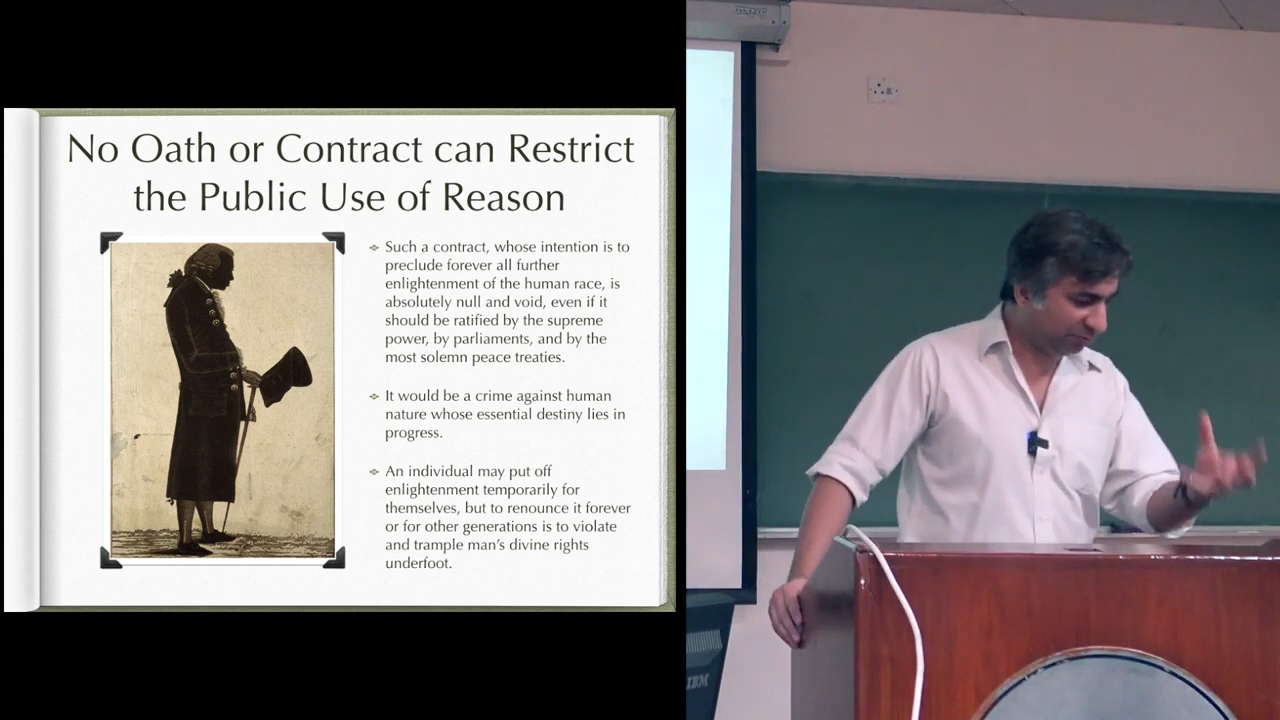 No Oath or Contract can Restrict
the Public Use of Reason
Such a contract, whose intention is to
preclude forever all further
enlightenment of the human race, is
absolutely null and void, even if it
should be ratified by the supreme
power, by parliaments, and by the
most solemn peace treaties.
It would be a crime against human
nature whose essential destiny lies in
progress.
An individual may put off
enlightenment temporarily for
themselves, but to renounce it forever
or for other generations is to violate
and trample man's divine rights
underfoot.
IBM